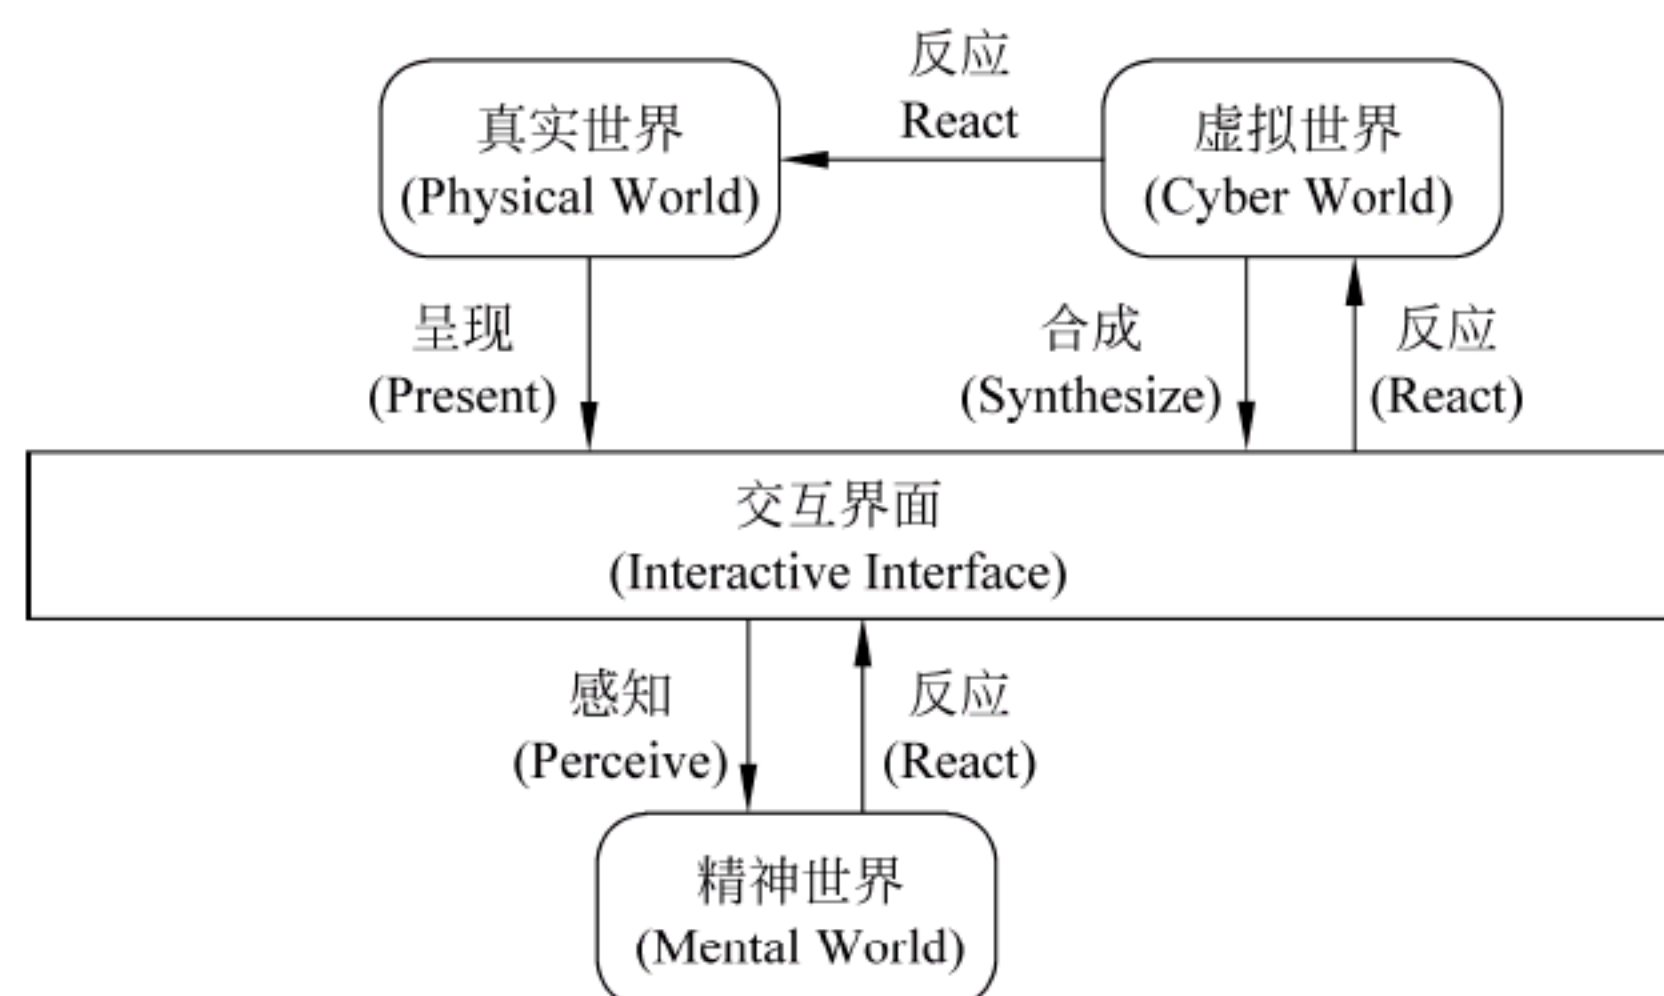 反应
React
真实世界
(Physical World)
虚拟世界
(Cyber World)
呈现
(Present)
合成
(Synthesize)
反应
(React)
交互界面
(Interactive Interface)
感知
(Perceive)
反应
(React)
精神世界
(Mental World)